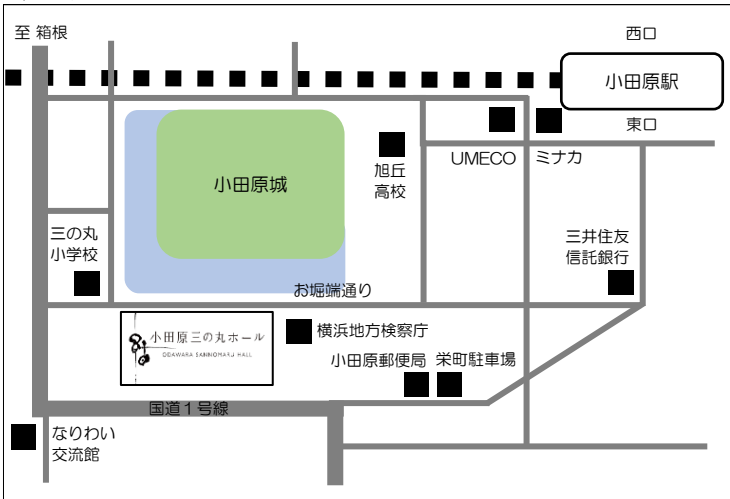 至 箱根
西口
小田原駅
東口
UMECO
ミナカ
旭丘
高校
小田原城
三の丸
小学校
三井住友
信託銀行
お堀端通り
小田原三の丸ホール
ODAWARA SANNOMARU HALL
横浜地方検察庁
小田原郵便局
栄町駐車場
国道1号線
なりわい
交流館